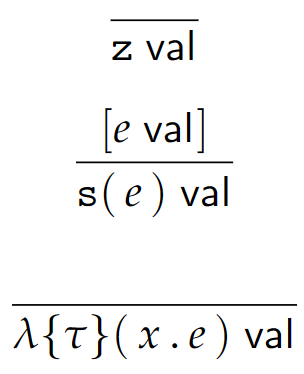 z val
[e val]
s( e ) val
λ{τ}( x . e ) val